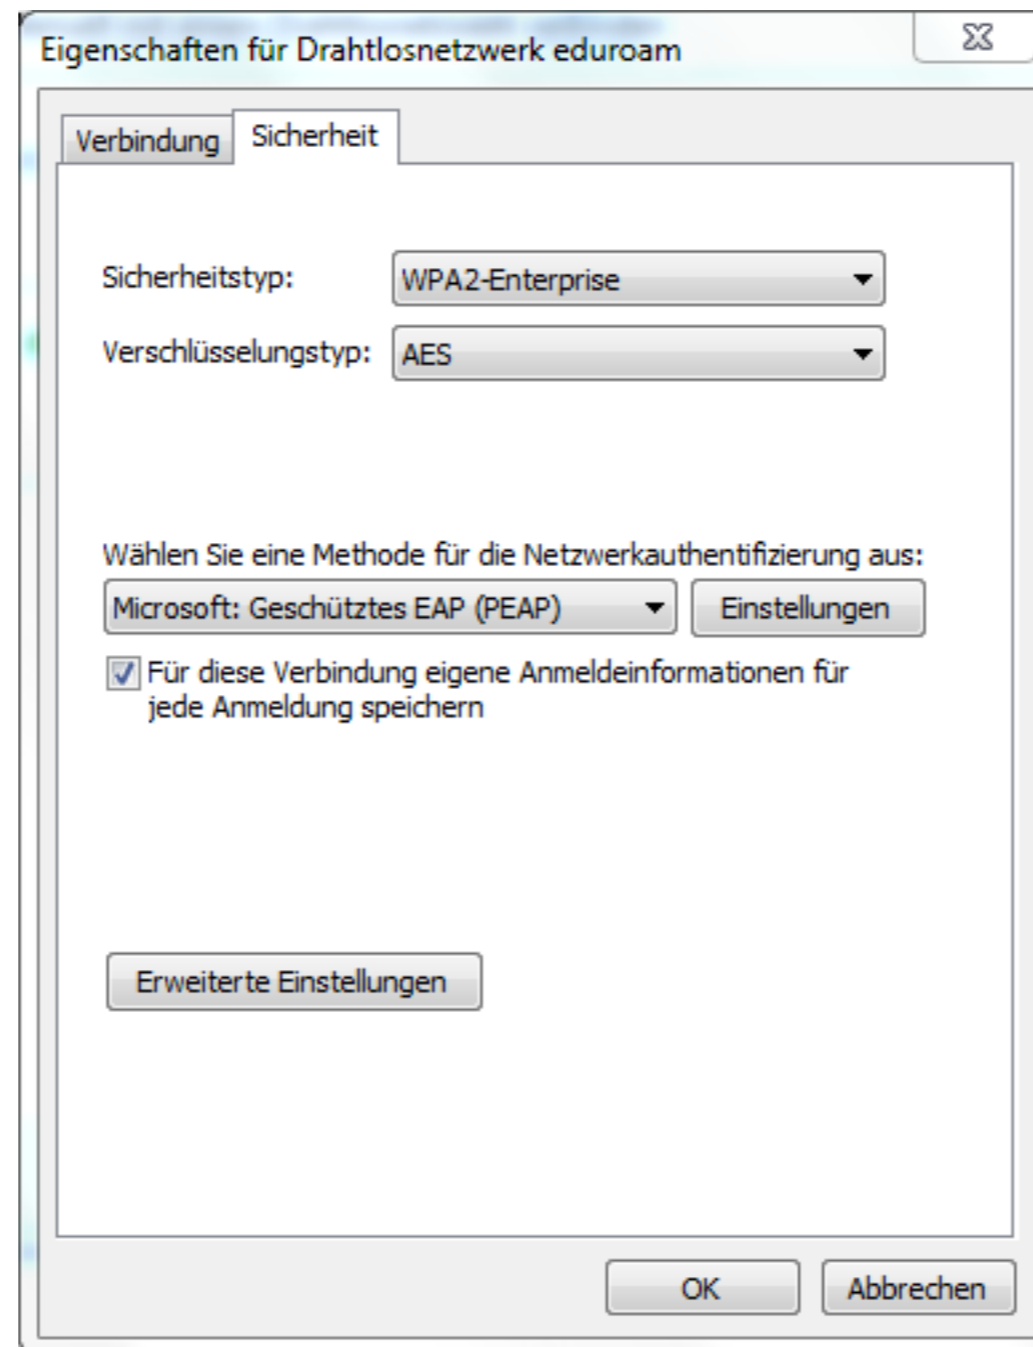 Eigenschaften für Drahtlosnetzwerk eduroam
Verbindung
Sicherheit
Sicherheitstyp:
WPA2-Enterprise
Verschlüsselungstyp:
AES
Wählen Sie eine Methode für die Netzwerkauthentifizierung aus:
Microsoft: Geschütztes EAP (PEAP)
Einstellungen
Für diese Verbindung eigene Anmeldeinformationen für
jede Anmeldung speichern
Erweiterte Einstellungen
OK
Abbrechen